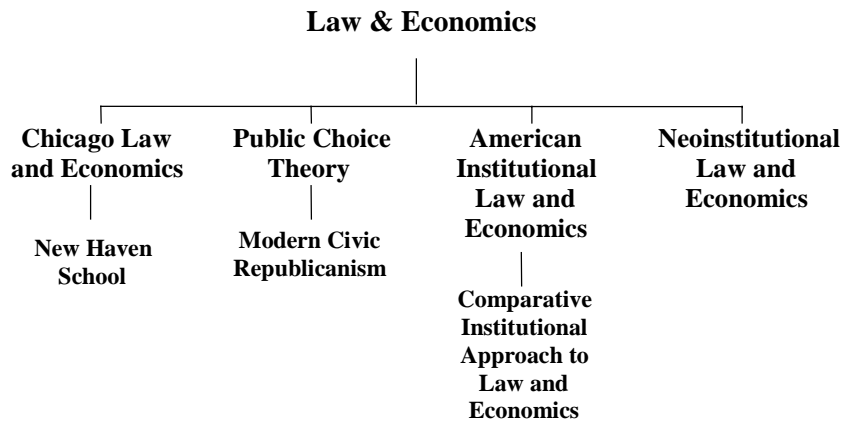 Law & Economics
Chicago Law
and Economics
Public Choice
Theory
American
Institutional
Law and
Economics
Neoinstitutional
Law and
Economics
New Haven
School
Modern Civic
Republicanism
Comparative
Institutional
Approach to
Law and
Economics